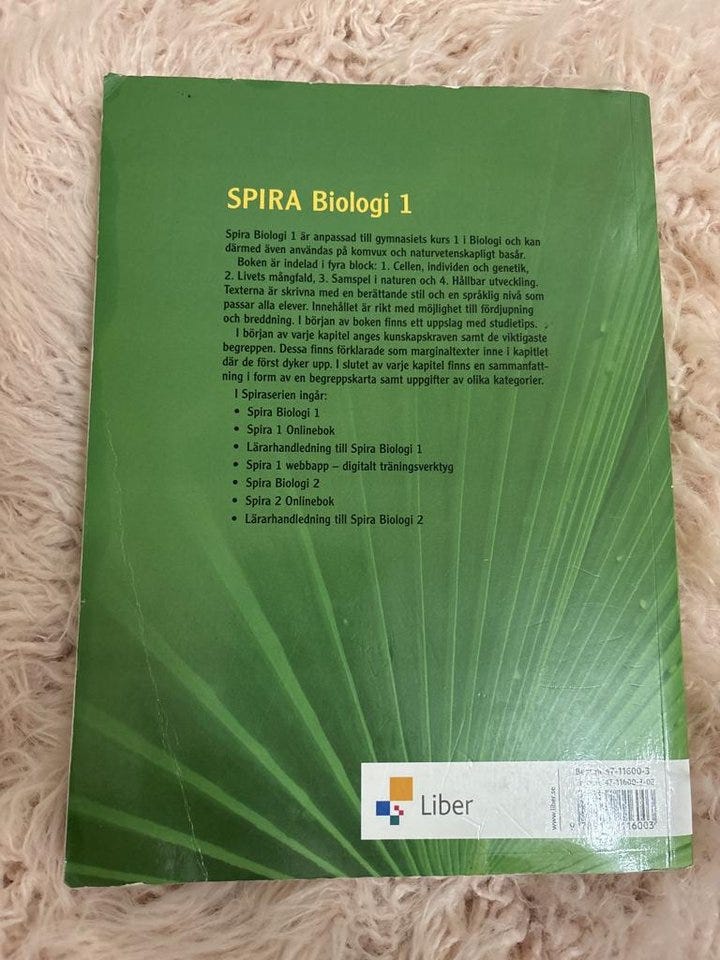 SPIRA Biologi 1
Spira Biologi 1 är anpassad till gymnasiets kurs 1 i Biologi och kan
därmed även användas på komvux och naturvetenskapligt basår.
Boken är indelad i fyra block: 1. Cellen, individen och genetik,
2. Livets mångfald, 3. Samspel i naturen och 4. Hållbar utveckling.
Texterna är skrivna med en berättande stil och en språklig nivå som
passar alla elever. Innehållet är rikt med möjlighet till fördjupning
och breddning. I början av boken finns ett uppslag med studietips.
I början av varje kapitel anges kunskapskraven samt de viktigaste
begreppen. Dessa finns förklarade som marginaltexter inne i kapitlet
där de först dyker upp. I slutet av varje kapitel finns en sammanfatt-
ning i form av en begreppskarta samt uppgifter av olika kategorier.
I Spiraserien ingår:
• Spira Biologi 1
• Spira 1 Onlinebok
• Lärarhandledning till Spira Biologi 1
• Spira 1 webbapp – digitalt träningsverktyg
• Spira Biologi 2
• Spira 2 Onlinebok
• Lärarhandledning till Spira Biologi 2
Liber
www.liber.se
47-11600-3